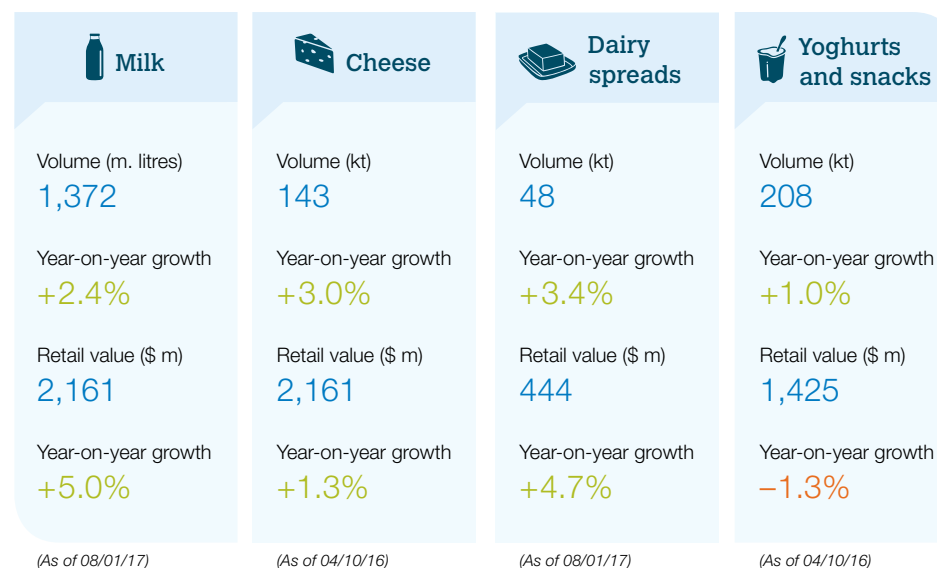 Milk
Volume (m. litres)
1,372
Year-on-year growth
+2.4%
Retail value ($ m)
2,161
Year-on-year growth
+5.0%
(As of 08/01/17)
Cheese
Volume (kt)
143
Year-on-year growth
+3.0%
Retail value ($ m)
2,161
Year-on-year growth
+1.3%
(As of 04/10/16)
Dairy
spreads
Volume (kt)
48
Year-on-year growth
+3.4%
Retail value ($ m)
444
Year-on-year growth
+4.7%
(As of 08/01/17)
Yoghurts
and snacks
Volume (kt)
208
Year-on-year growth
+1.0%
Retail value ($ m)
1,425
Year-on-year growth
–1.3%
(As of 04/10/16)